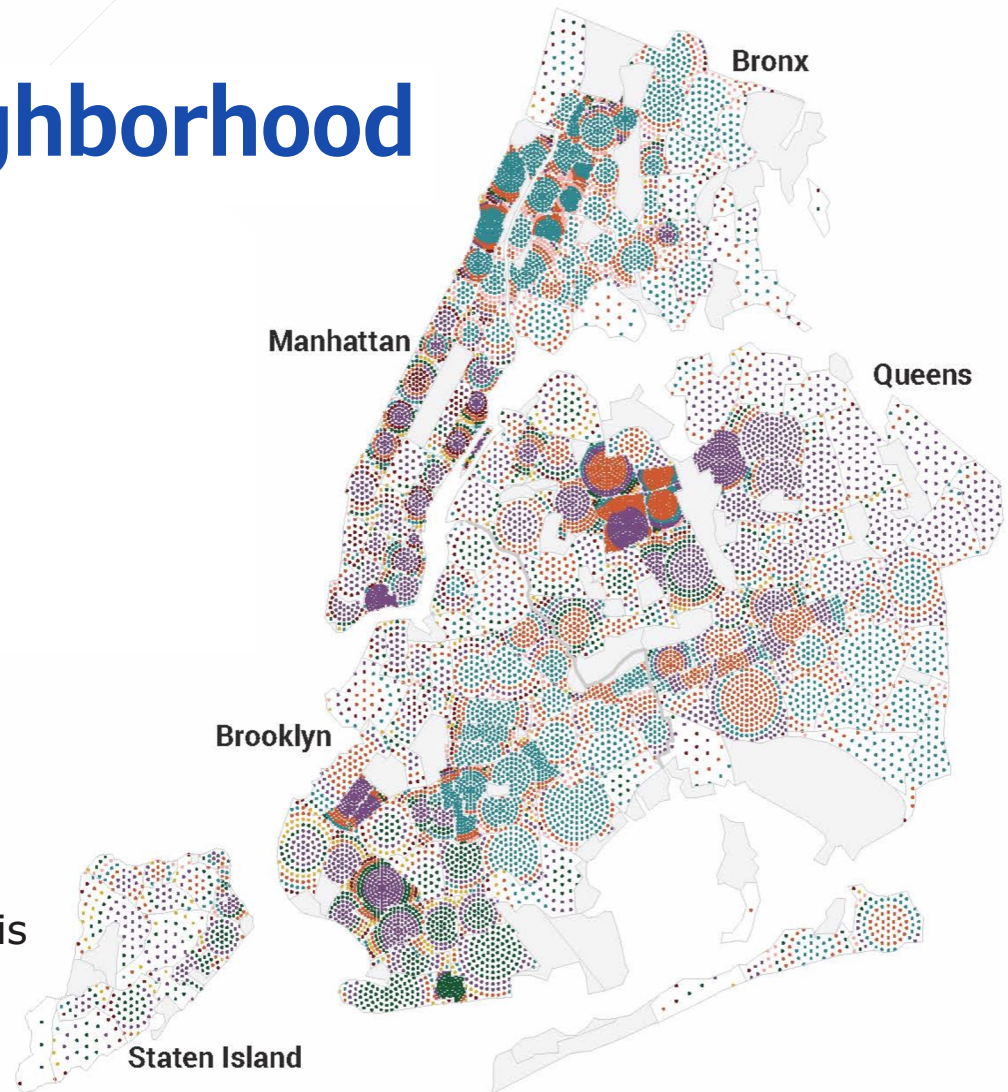 ghborhood
Bronx
Manhattan
Queens
Brooklyn
is
Staten Island